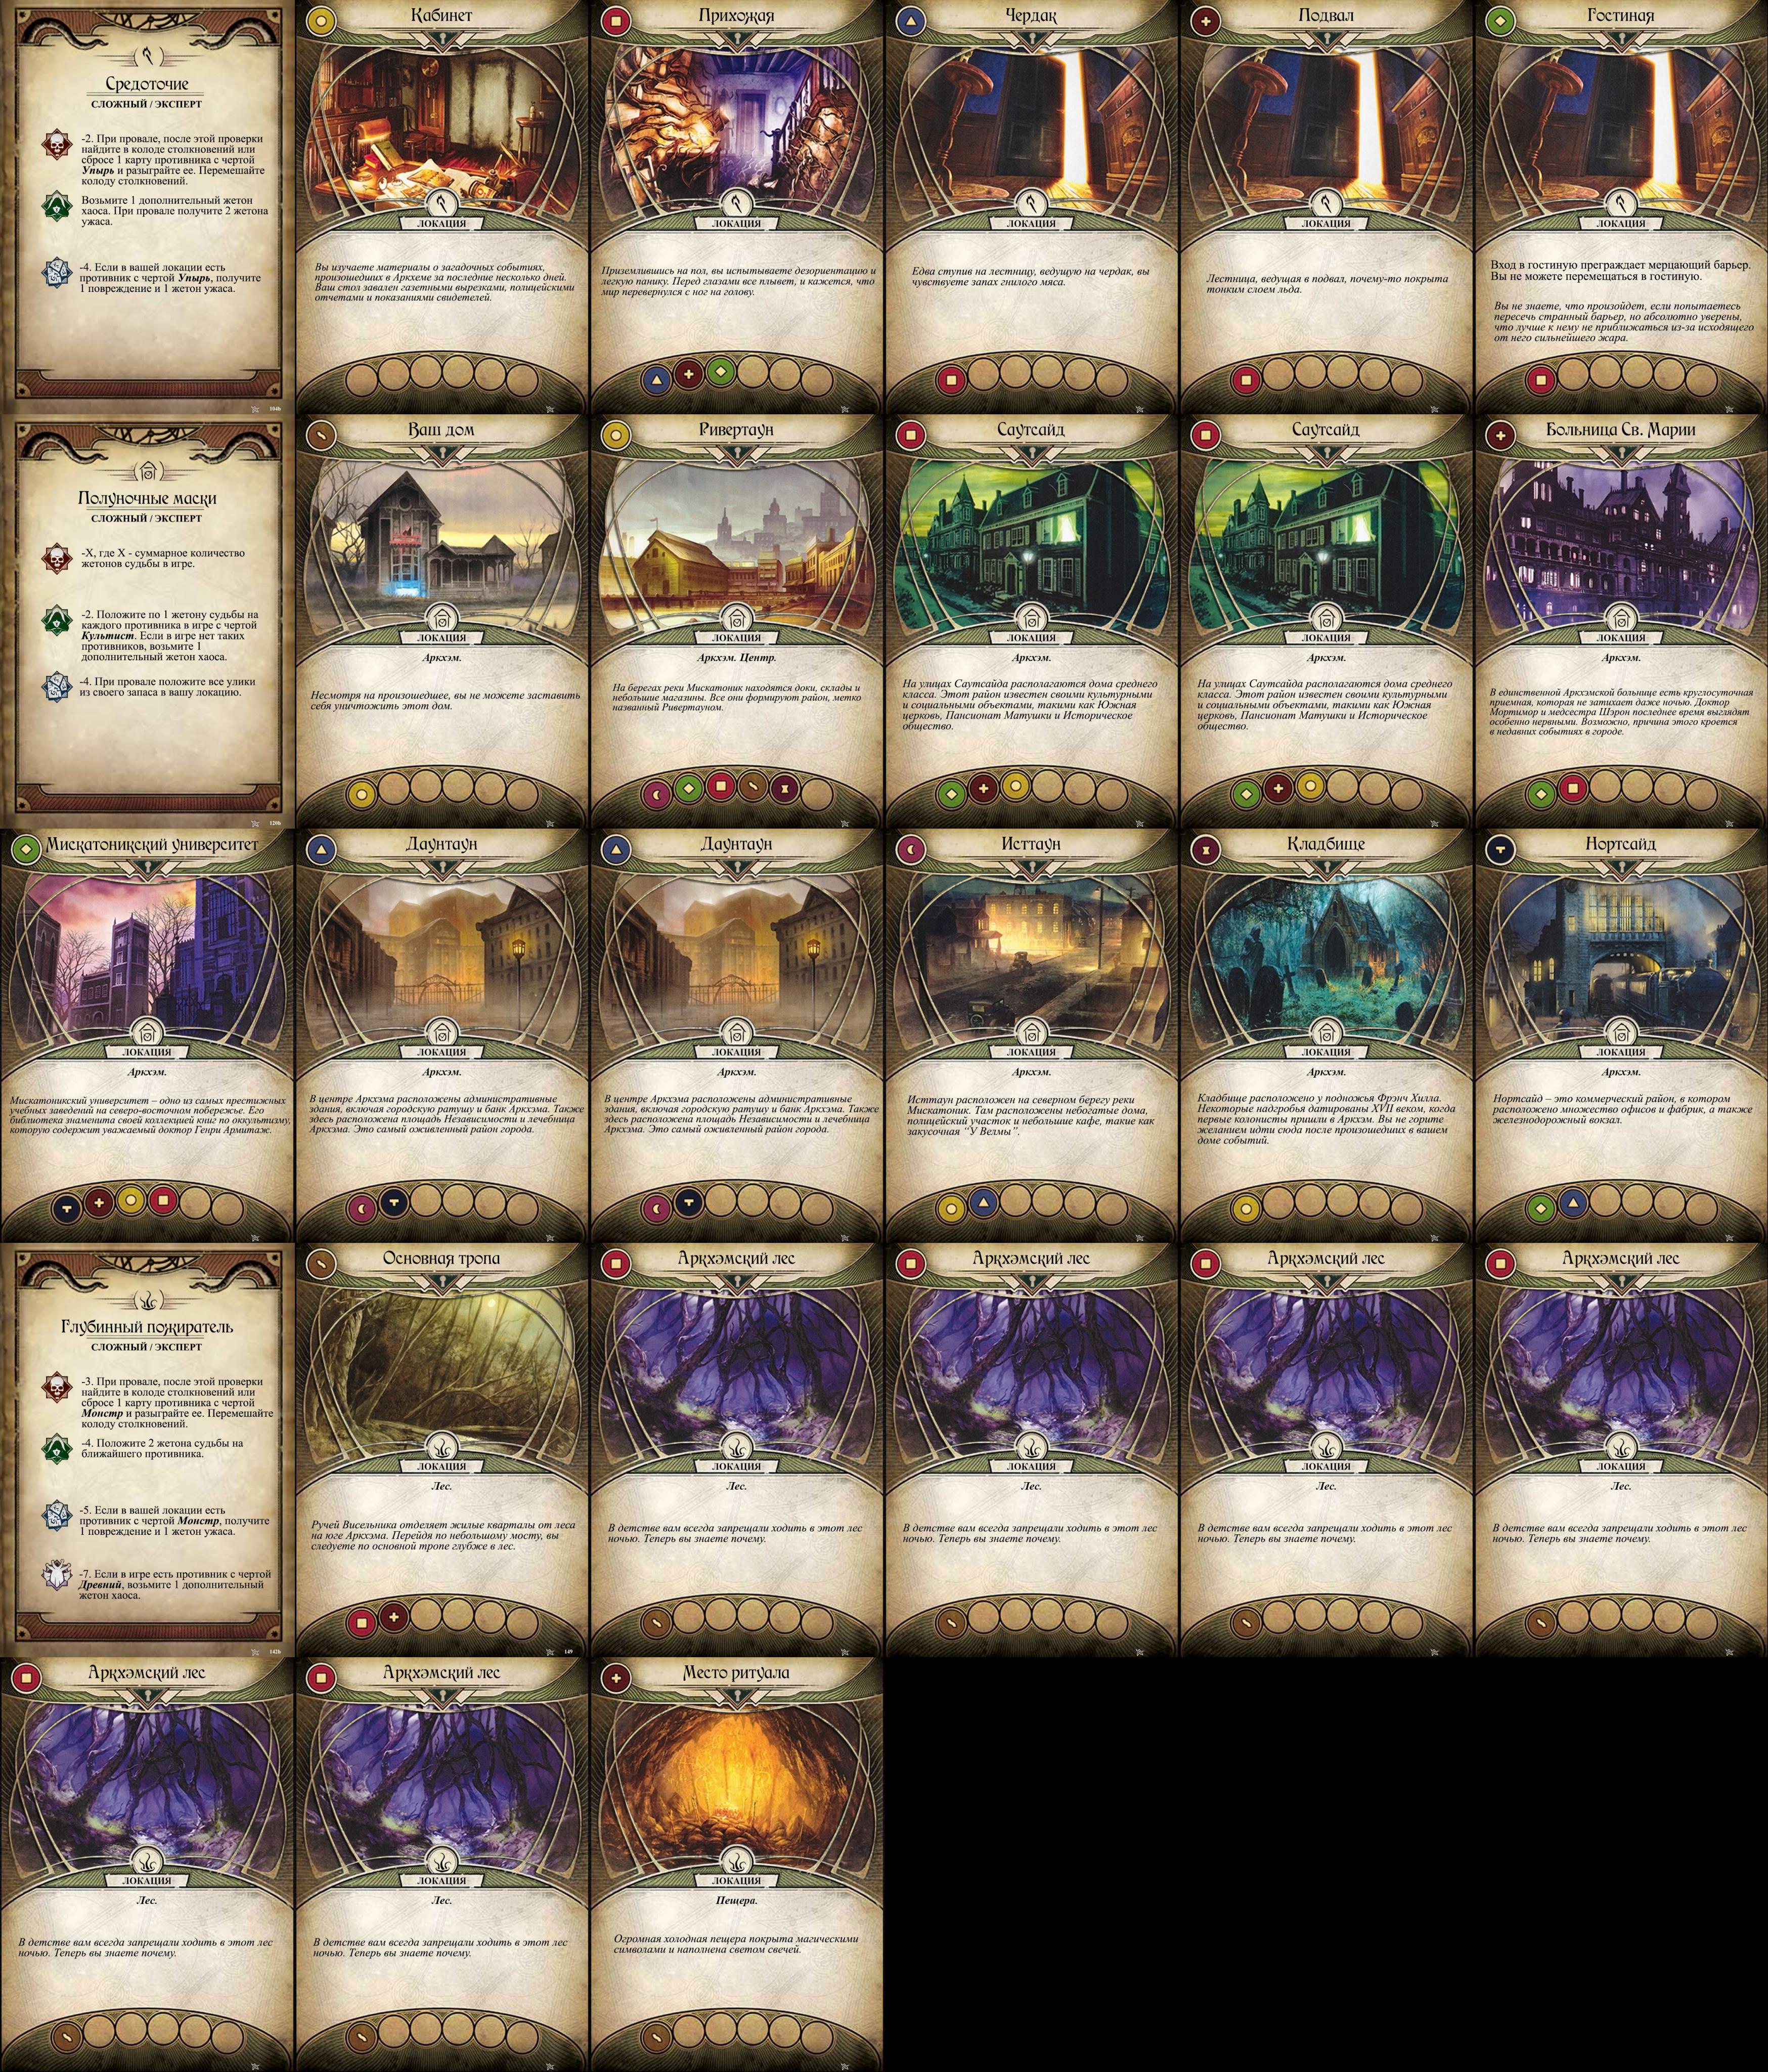 Средоточие
СЛОЖНЫЙ / ЭКСПЕРТ
-2. При провале, после этой проверки
найдите в колоде столкновений или
сбросе 1 карту противника с чертой
Упырь и разыграйте ее. Перемешайте
колоду столкновений.
Возьмите 1 дополнительный жетон
хаоса. При провале получите 2 жетона
ужаса.
-4. Если в вашей локации есть
противник с чертой Упырь, получите
1 повреждение и 1 жетон ужаса.
104b
Кабинет
ЛОКАЦИЯ
Вы изучаете материалы о загадочных событиях,
произошедших в Аркхеме за последние несколько дней.
Ваш стол завален газетными вырезками, полицейскими
отчетами и показаниями свидетелей.
Прихожая
ЛОКАЦИЯ
Приземлившись на пол, вы испытываете дезориентацию и
легкую панику. Перед глазами все плывет, и кажется, что
мир перевернулся с ног на голову.
Чердак
ЛОКАЦИЯ
Едва ступив на лестницу, ведущую на чердак, вы
чувствуете запах гнилого мяса.
Подвал
ЛОКАЦИЯ
Лестница, ведущая в подвал, почему-то покрыта
тонким слоем льда.
Гостиная
ЛОКАЦИЯ
Вход в гостиную преграждает мерцающий барьер.
Вы не можете перемещаться в гостиную.
Вы не знаете, что произойдет, если попытаетесь
пересечь странный барьер, но абсолютно уверены,
что лучше к нему не приближаться из-за исходящего
от него сильнейшего жара.
Полуночные маски
СЛОЖНЫЙ / ЭКСПЕРТ
-X, где X - суммарное количество
жетонов судьбы в игре.
-2. Положите по 1 жетону судьбы на
каждого противника в игре с чертой
Культист. Если в игре нет таких
противников, возьмите 1
дополнительный жетон хаоса.
-4. При провале положите все улики
из своего запаса в вашу локацию.
120b
Ваш дом
ЛОКАЦИЯ
Аркхэм.
Несмотря на произошедшее, вы не можете заставить
себя уничтожить этот дом.
Ривертаун
ЛОКАЦИЯ
Аркхэм. Центр.
На берегах реки Мискатоник находятся доки, склады и
небольшие магазины. Все они формируют район, метко
названный Ривертауном.
Саутсайд
ЛОКАЦИЯ
Аркхэм.
На улицах Саутсайда располагаются дома среднего
класса. Этот район известен своими культурными
и социальными объектами, такими как Южная
церковь, Пансионат Матушки и Историческое
общество.
Саутсайд
ЛОКАЦИЯ
Аркхэм.
На улицах Саутсайда располагаются дома среднего
класса. Этот район известен своими культурными
и социальными объектами, такими как Южная
церковь, Пансионат Матушки и Историческое
общество.
Больница Св. Марии
ЛОКАЦИЯ
Аркхэм.
В единственной Аркхэмской больнице есть круглосуточная
приемная, которая не затихает даже ночью. Доктор
Мортимор и медсестра Шэрон последнее время выглядят
особенно нервными. Возможно, причина этого кроется
в недавних событиях в городе.
Мискатоникский университет
ЛОКАЦИЯ
Аркхэм.
Мискатоникский университет – одно из самых престижных
учебных заведений на северо-восточном побережье. Его
библиотека знаменита своей коллекцией книг по оккультизму,
которую содержит уважаемый доктор Генри Армитаж.
Даунтаун
ЛОКАЦИЯ
Аркхэм.
В центре Аркхэма расположены административные
здания, включая городскую ратушу и банк Аркхэма. Также
здесь расположена площадь Независимости и лечебница
Аркхэма. Это самый оживленный район города.
Даунтаун
ЛОКАЦИЯ
Аркхэм.
В центре Аркхэма расположены административные
здания, включая городскую ратушу и банк Аркхэма. Также
здесь расположена площадь Независимости и лечебница
Аркхэма. Это самый оживленный район города.
Исттаун
ЛОКАЦИЯ
Аркхэм.
Исттаун расположен на северном берегу реки
Мискатоник. Там расположены небогатые дома,
полицейский участок и небольшие кафе, такие как
закусочная “У Велмы”.
Кладбище
ЛОКАЦИЯ
Аркхэм.
Кладбище расположено у подножья Фрэнч Хилла.
Некоторые надгробья датированы XVII веком, когда
первые колонисты пришли в Аркхэм. Вы не горите
желанием идти сюда после произошедших в вашем
доме событий.
Нортсайд
ЛОКАЦИЯ
Аркхэм.
Нортсайд – это коммерческий район, в котором
расположено множество офисов и фабрик, а также
железнодорожный вокзал.
Глубинный пожиратель
СЛОЖНЫЙ / ЭКСПЕРТ
-3. При провале, после этой проверки
найдите в колоде столкновений или
сбросе 1 карту противника с чертой
Монстр и разыграйте ее. Перемешайте
колоду столкновений.
-4. Положите 2 жетона судьбы на
ближайшего противника.
-5. Если в вашей локации есть
противник с чертой Монстр, получите
1 повреждение и 1 жетон ужаса.
-7. Если в игре есть противник с чертой
Древний, возьмите 1 дополнительный
жетон хаоса.
142b
Основная тропа
ЛОКАЦИЯ
Лес.
Ручей Висельника отделяет жилые кварталы от леса
на юге Аркхэма. Перейдя по небольшому мосту, вы
следуете по основной тропе глубже в лес.
149
Аркхэмский лес
ЛОКАЦИЯ
Лес.
В детстве вам всегда запрещали ходить в этот лес
ночью. Теперь вы знаете почему.
Аркхэмский лес
ЛОКАЦИЯ
Лес.
В детстве вам всегда запрещали ходить в этот лес
ночью. Теперь вы знаете почему.
Аркхэмский лес
ЛОКАЦИЯ
Лес.
В детстве вам всегда запрещали ходить в этот лес
ночью. Теперь вы знаете почему.
Аркхэмский лес
ЛОКАЦИЯ
Лес.
В детстве вам всегда запрещали ходить в этот лес
ночью. Теперь вы знаете почему.
Аркхэмский лес
ЛОКАЦИЯ
Лес.
В детстве вам всегда запрещали ходить в этот лес
ночью. Теперь вы знаете почему.
Аркхэмский лес
ЛОКАЦИЯ
Лес.
В детстве вам всегда запрещали ходить в этот лес
ночью. Теперь вы знаете почему.
Место ритуала
ЛОКАЦИЯ
Пещера.
Огромная холодная пещера покрыта магическими
символами и наполнена светом свечей.